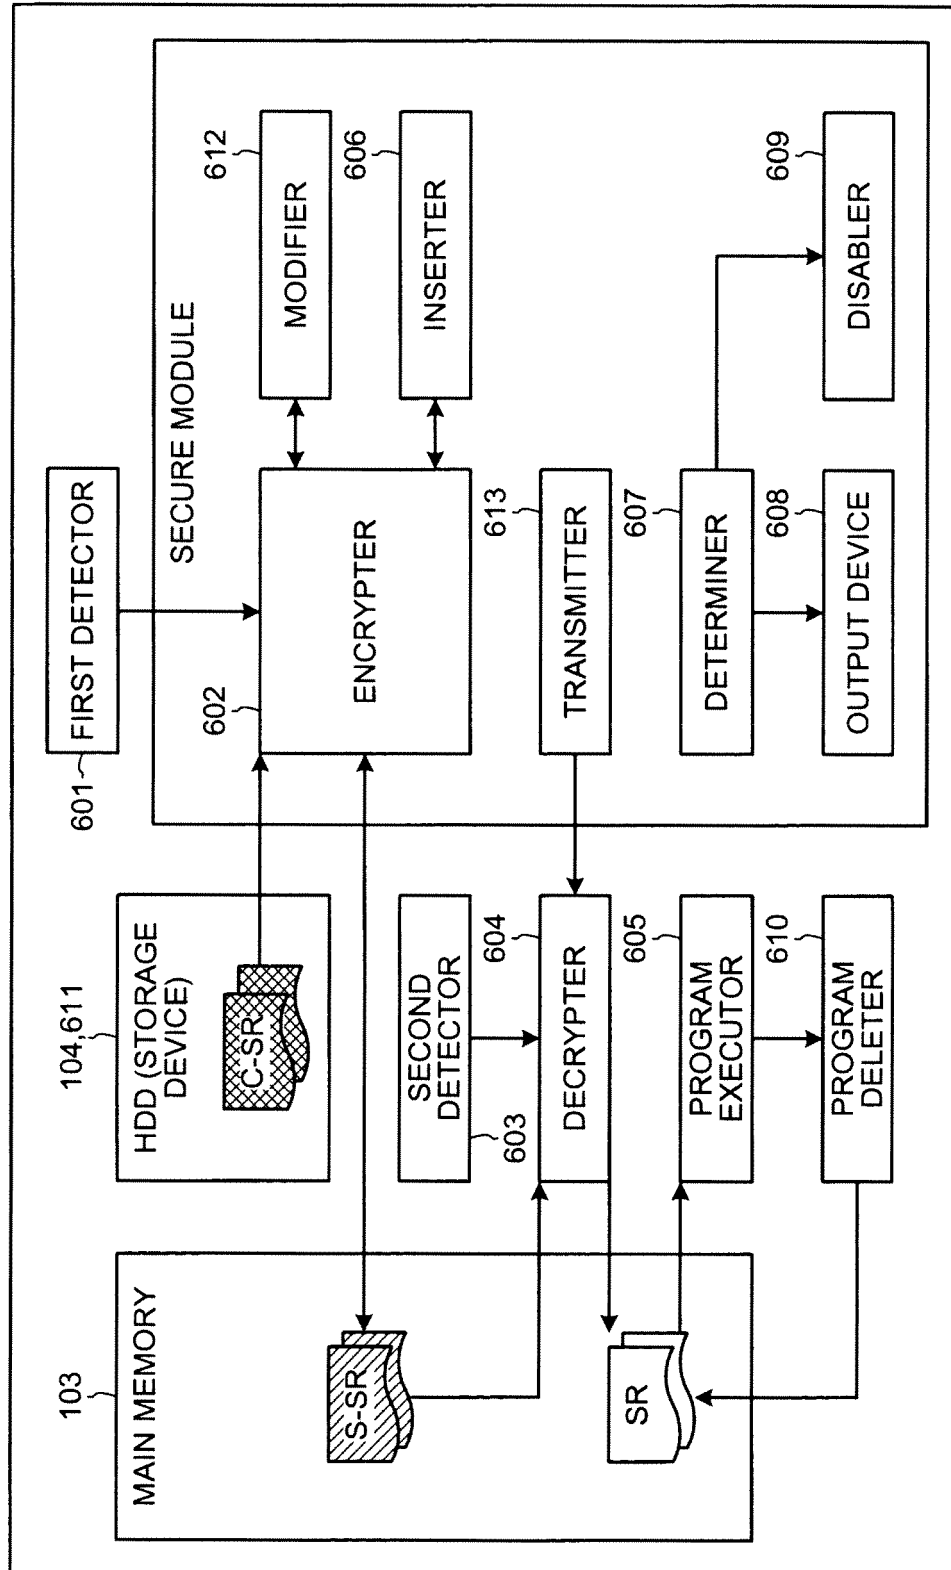 601
FIRST DETECTOR
SECURE MODULE
602
ENCRYPTER
612
MODIFIER
606
INSERTER
613
TRANSMITTER
607
DETERMINER
608
OUTPUT DEVICE
609
DISABLER
104,611
HDD (STORAGE
DEVICE)
C-SR
SECOND
DETECTOR
603
604
DECRYPTER
605
PROGRAM
EXECUTOR
610
PROGRAM
DELETER
103
MAIN MEMORY
S-SR
SR